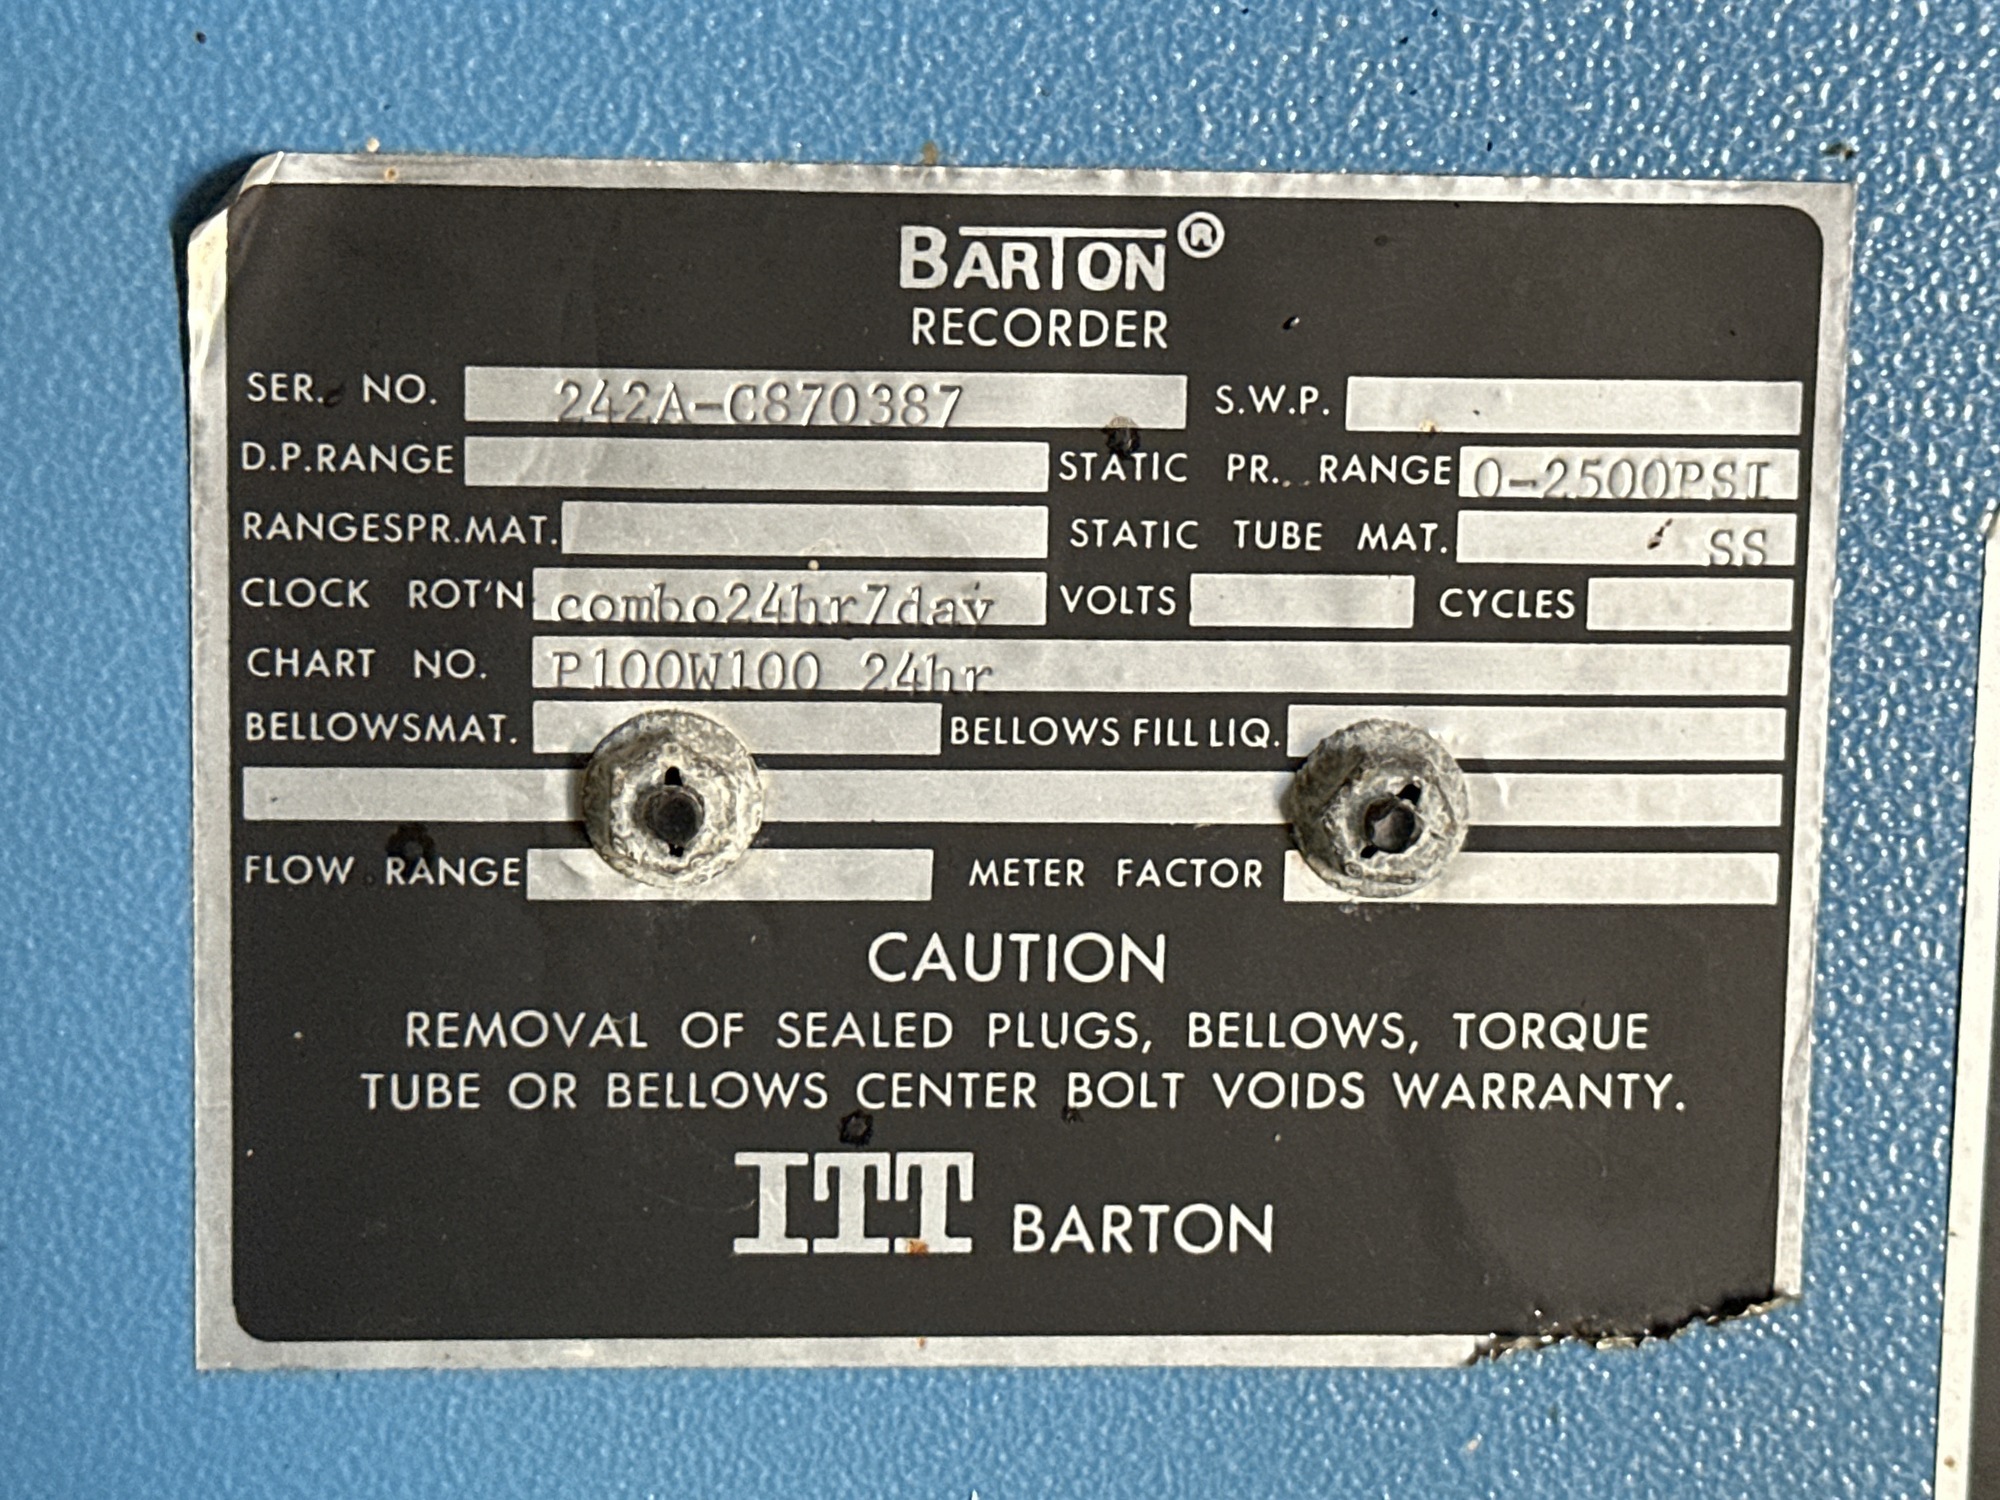 BARTON®
RECORDER
SER. NO. 242A-C870387 S.W.P.
D.P.RANGE STATIC PR. RANGE 0-2500PSI
RANGESPR.MAT. STATIC TUBE MAT. SS
CLOCK ROT'N combo24hr7day VOLTS CYCLES
CHART NO. P100W100 24hr
BELLOWSMAT. BELLOWS FILL LIQ.
FLOW RANGE METER FACTOR
CAUTION
REMOVAL OF SEALED PLUGS, BELLOWS, TORQUE
TUBE OR BELLOWS CENTER BOLT VOIDS WARRANTY.
ITT BARTON